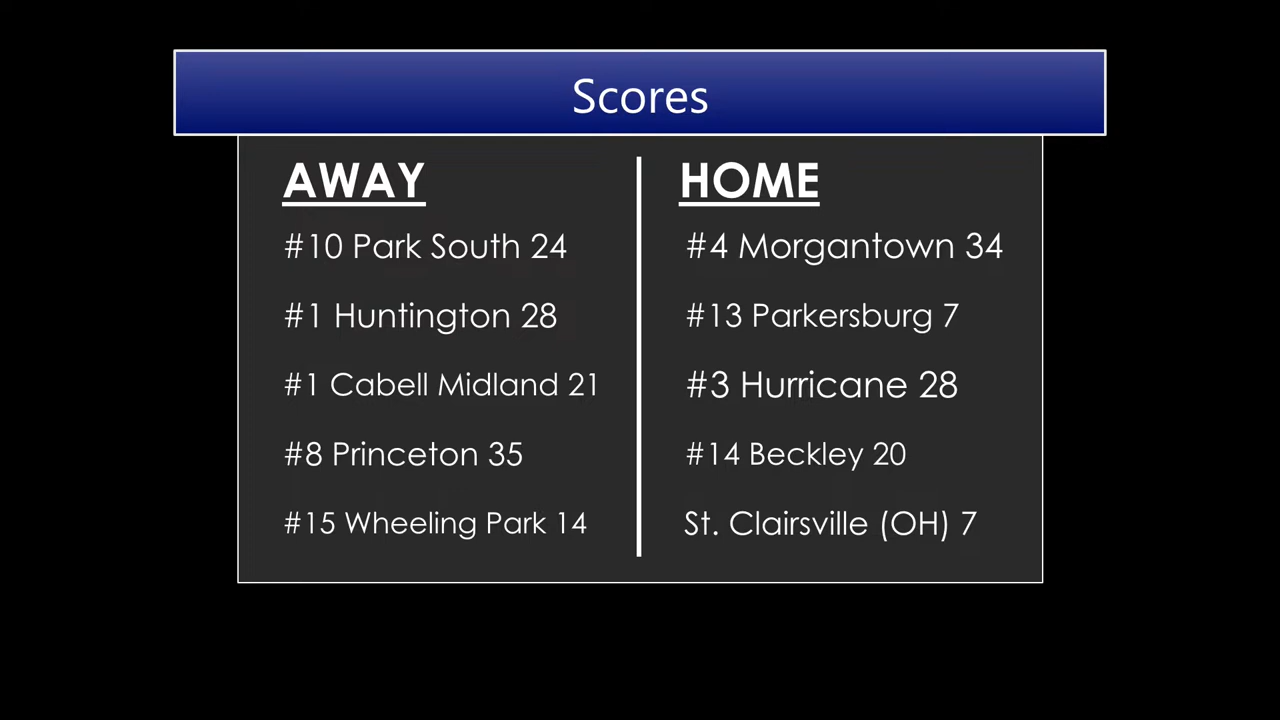 Scores
AWAY
HOME
#10 Park South 24
#4 Morgantown 34
#1 Huntington 28
#13 Parkersburg 7
#1 Cabell Midland 21
#3 Hurricane 28
#8 Princeton 35
#14 Beckley 20
#15 Wheeling Park 14
St. Clairsville (OH) 7